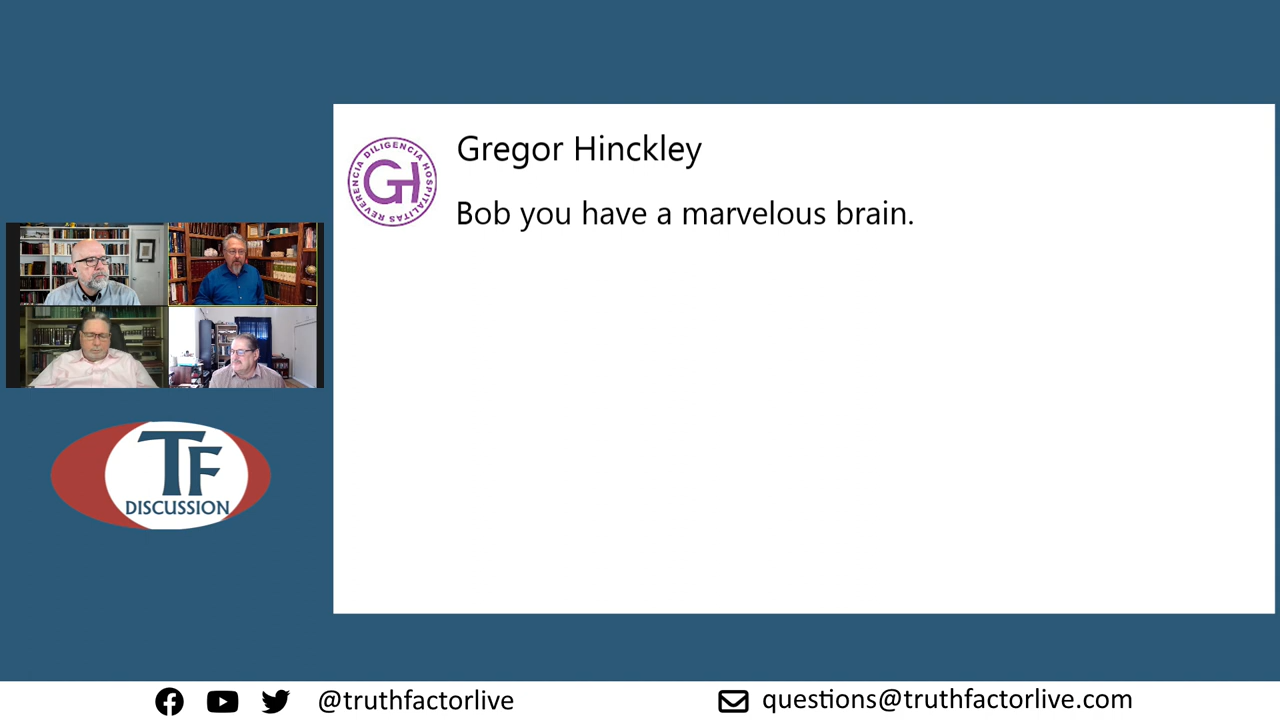 Gregor Hinckley
REVERENCIA DILIGENCIA HOSPITALITAS
GH
Bob you have a marvelous brain.
TF
DISCUSSION
@truthfactorlive
questions@truthfactorlive.com